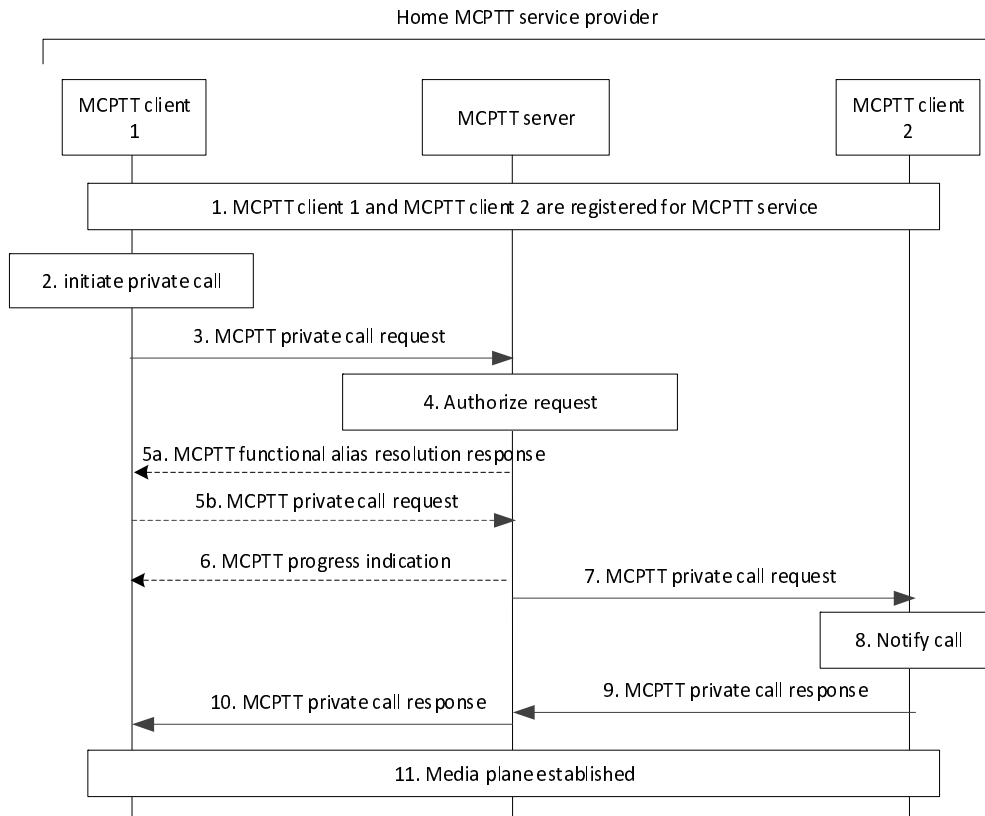 Home MCPTT service provider
MCPTT client
1
MCPTT server
MCPTT client
2
1. MCPTT client 1 and MCPTT client 2 are registered for MCPTT service
2. initiate private call
3. MCPTT private call request
4. Authorize request
5a. MCPTT functional alias resolution response
5b. MCPTT private call request
6. MCPTT progress indication
7. MCPTT private call request
8. Notify call
9. MCPTT private call response
10. MCPTT private call response
11. Media plane established